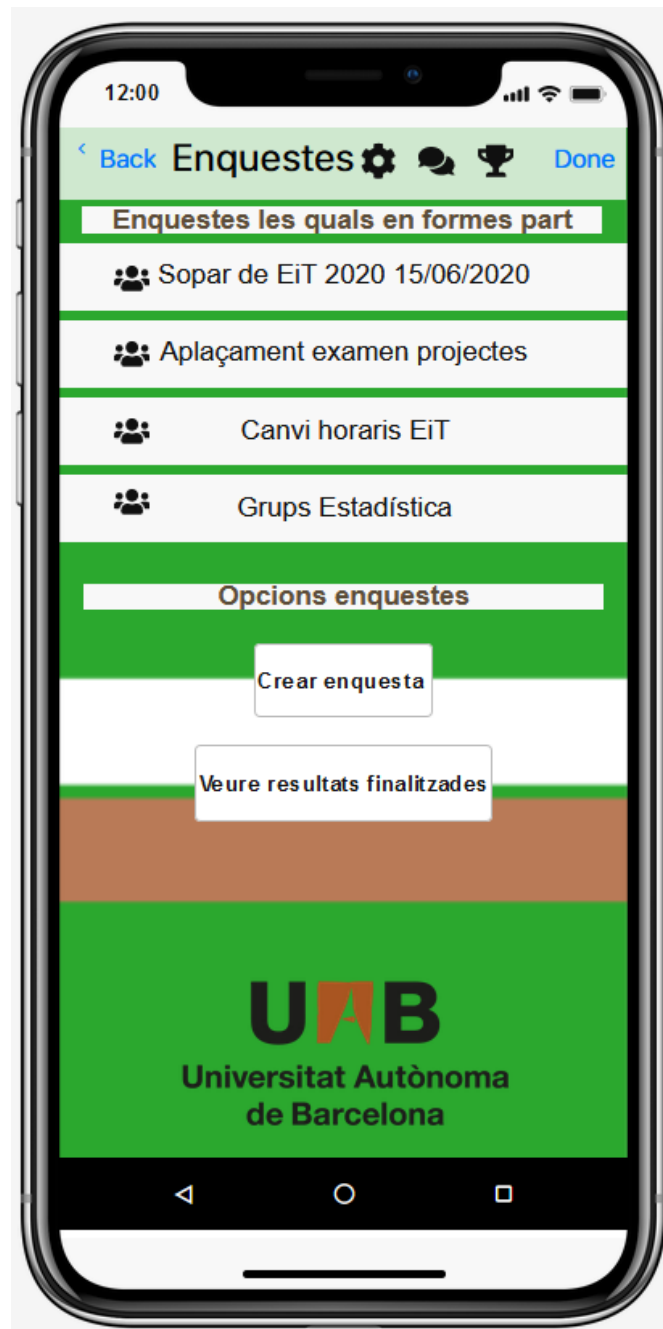 12:00
Back Enquestes Done
Enquestes les quals en formes part
Sopar de EiT 2020 15/06/2020
Aplaçament examen projectes
Canvi horaris EiT
Grups Estadística
Opcions enquestes
Crear enquesta
Veure resultats finalitzades
UAB
Universitat Autònoma
de Barcelona